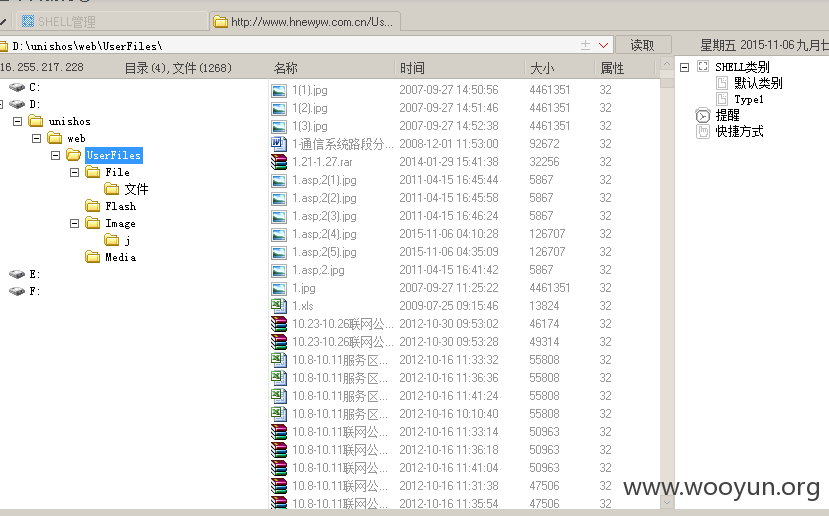 SHELL管理
http://www.hnewyw.com.cn/Us...
D:\unishos\web\UserFiles\
读取
星期五 2015-11-06 九月七
16.255.217.228
目录(4),文件(1268)
名称 时间 大小 属性
C:
D:
unishos
web
UserFiles
File
文件
Flash
Image
j
Media
E:
F:
1(1).jpg 2007-09-27 14:50:56 4461351 32
1(2).jpg 2007-09-27 14:51:46 4461351 32
1(3).jpg 2007-09-27 14:52:38 4461351 32
1-通信系统路段分... 2008-12-01 11:53:00 92672 32
1.21-1.27.rar 2014-01-29 15:41:38 32256 32
1.asp;2(1).jpg 2011-04-15 16:45:44 5867 32
1.asp;2(2).jpg 2011-04-15 16:45:58 5867 32
1.asp;2(3).jpg 2011-04-15 16:46:24 5867 32
1.asp;2(4).jpg 2015-11-06 04:10:28 126707 32
1.asp;2(5).jpg 2015-11-06 04:35:09 126707 32
1.asp;2.jpg 2011-04-15 16:41:42 5867 32
1.jpg 2007-09-27 11:25:22 4461351 32
1.xls 2009-07-25 09:15:46 13824 32
10.23-10.26联网公... 2012-10-30 09:53:02 46174 32
10.23-10.26联网公... 2012-10-30 09:53:28 49314 32
10.8-10.11服务区... 2012-10-16 11:33:32 55808 32
10.8-10.11服务区... 2012-10-16 11:36:36 55808 32
10.8-10.11服务区... 2012-10-16 11:41:24 55808 32
10.8-10.11服务区... 2012-10-16 10:10:40 55808 32
10.8-10.11联网公... 2012-10-16 11:33:14 50963 32
10.8-10.11联网公... 2012-10-16 11:36:18 50963 32
10.8-10.11联网公... 2012-10-16 11:41:04 50963 32
10.8-10.11联网公... 2012-10-16 11:31:38 47506 32
10.8-10.11联网公... 2012-10-16 11:35:54 47506 32
SHELL类别
默认类别
Type1
提醒
快捷方式
www.wooyun.org